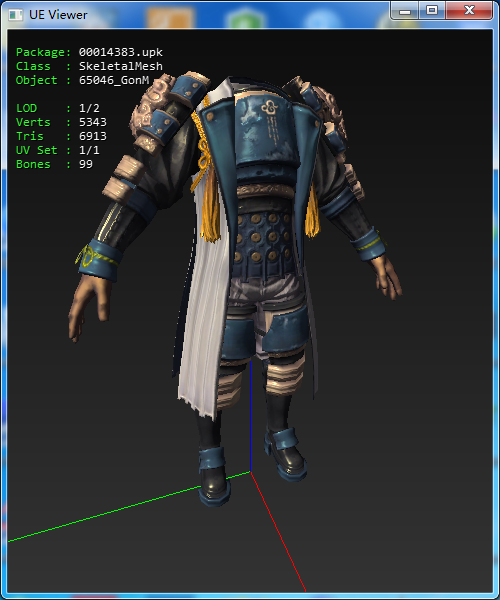 UE Viewer
Package: 00014383.upk
Class : SkeletalMesh
Object : 65046_GonM
LOD : 1/2
Verts : 5343
Tris : 6913
UV Set : 1/1
Bones : 99